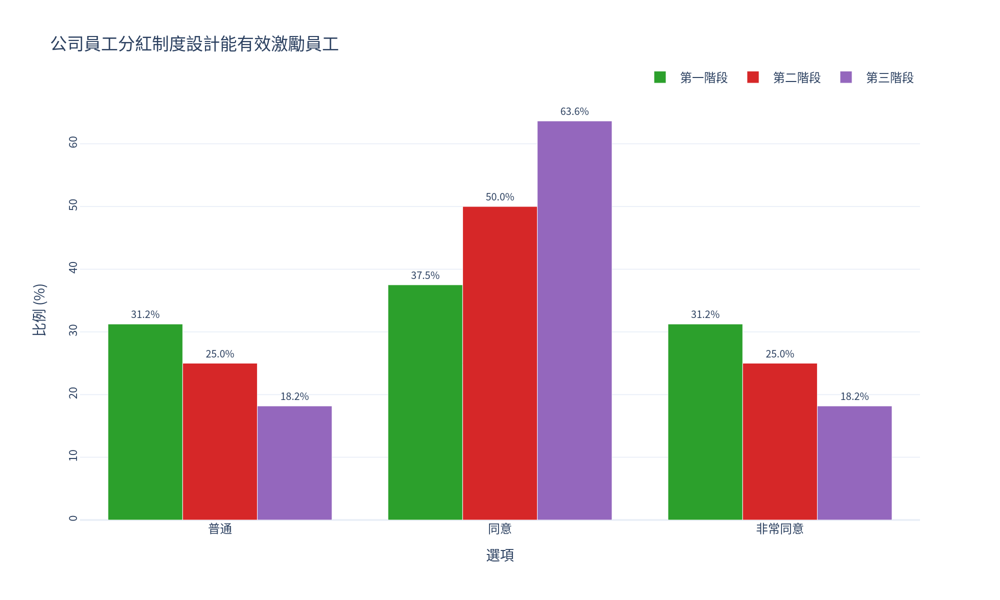 公司員工分紅制度設計能有效激勵員工
第一階段 第二階段 第三階段
63.6%
60
50.0%
50
40
37.5%
31.2% 31.2%
30
25.0% 25.0%
20
18.2% 18.2%
10
0
比例 (%)
普通 同意 非常同意
選項